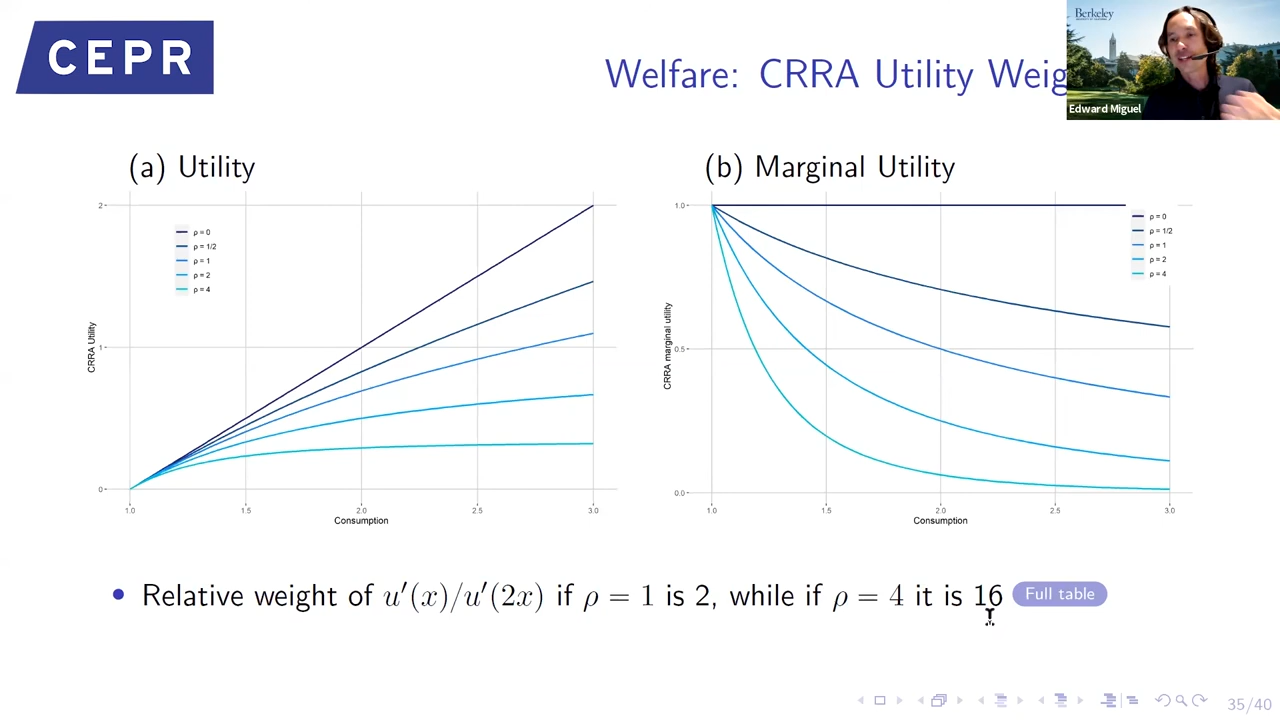 CEPR
Welfare: CRRA Utility Weig
Berkeley
Edward Miguel
(a) Utility
CRRA Utility
2
1
0
ρ = 0
ρ = 1/2
ρ = 1
ρ = 2
ρ = 4
1.0 1.5 2.0 2.5 3.0
Consumption
(b) Marginal Utility
CRRA marginal utility
1.0
0.5
0.0
ρ = 0
ρ = 1/2
ρ = 1
ρ = 2
ρ = 4
1.0 1.5 2.0 2.5 3.0
Consumption
• Relative weight of u′(x)/u′(2x) if ρ = 1 is 2, while if ρ = 4 it is 16 Full table
35/40